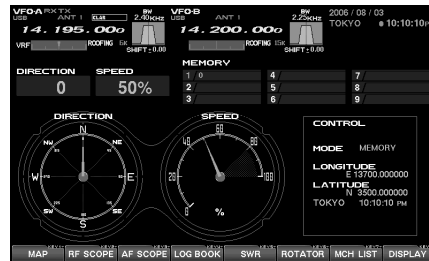 VFO-A RX TX
USB ANT 1 CLAR BW 2.40KHZ
14. 195. 00o
VRF ROOFING 6K SHIFT±0.00
VFO-B
USB ANT 1 BW 2.25KHZ
14. 200. 00o
ROOFING 15K SHIFT±0.00
2006 / 08 / 03
TOKYO 10:10:10
DIRECTION SPEED
0 50%
MEMORY
1 / 0 4 / 7 /
2 / 5 / 8 /
3 / 6 / 9 /
DIRECTION
N
NE
E
SE
S
SW
W
NW
SPEED
0 20 40 60 80 100
%
CONTROL
MODE MEMORY
LONGITUDE
E 13700.000000
LATITUDE
N 3500.000000
TOKYO 10:10:10 PM
MAP RF SCOPE AF SCOPE LOG BOOK SWR ROTATOR MCH LIST DISPLAY